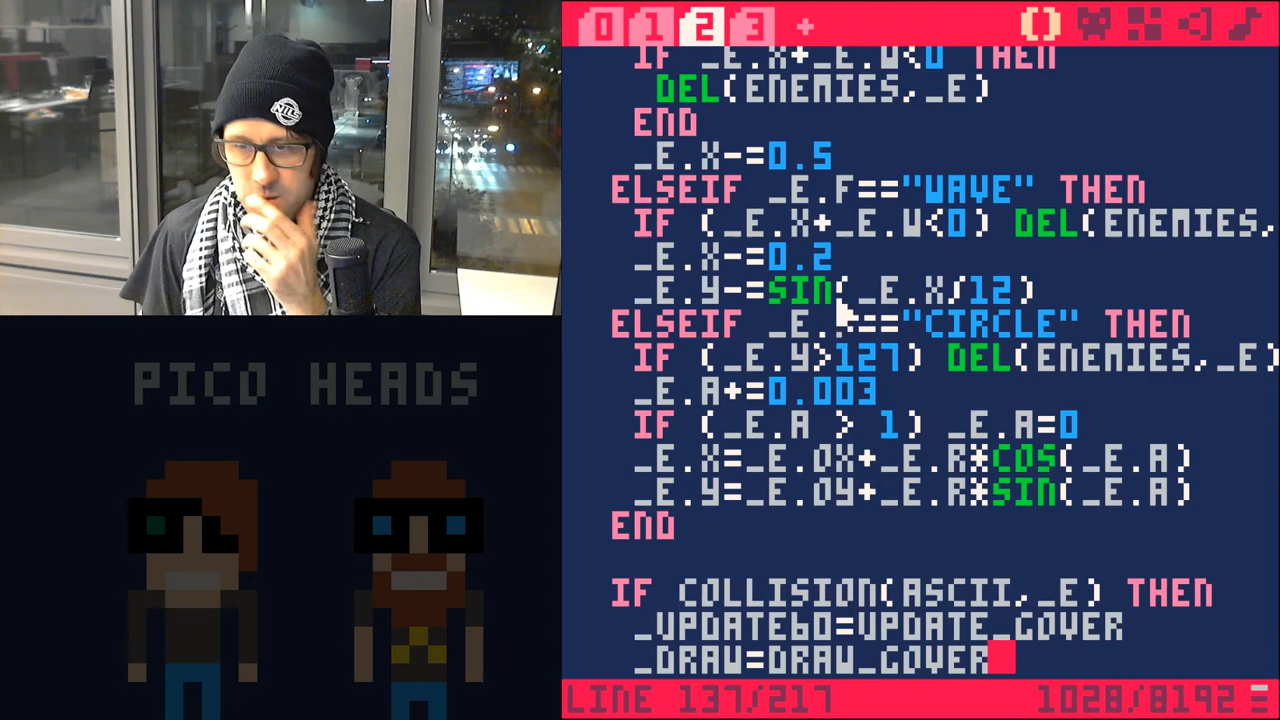 0 1 2 3 + ()
IF _E.X+_E.W<0 THEN
DEL(ENEMIES,_E)
END
_E.X-=0.5
ELSEIF _E.F=="WAVE" THEN
IF (_E.X+_E.W<0) DEL(ENEMIES,
_E.X-=0.2
_E.Y-=SIN(_E.X/12)
ELSEIF _E. =="CIRCLE" THEN
IF (_E.Y>127) DEL(ENEMIES,_E)
_E.A+=0.003
IF (_E.A > 1) _E.A=0
_E.X=_E.OX+_E.R*COS(_E.A)
_E.Y=_E.OY+_E.R*SIN(_E.A)
END
IF COLLISION(ASCII,_E) THEN
_UPDATE60=UPDATE_GOVER
_DRAW=DRAW_GOVER
LINE 137/217 1028/8192
PICO HEADS